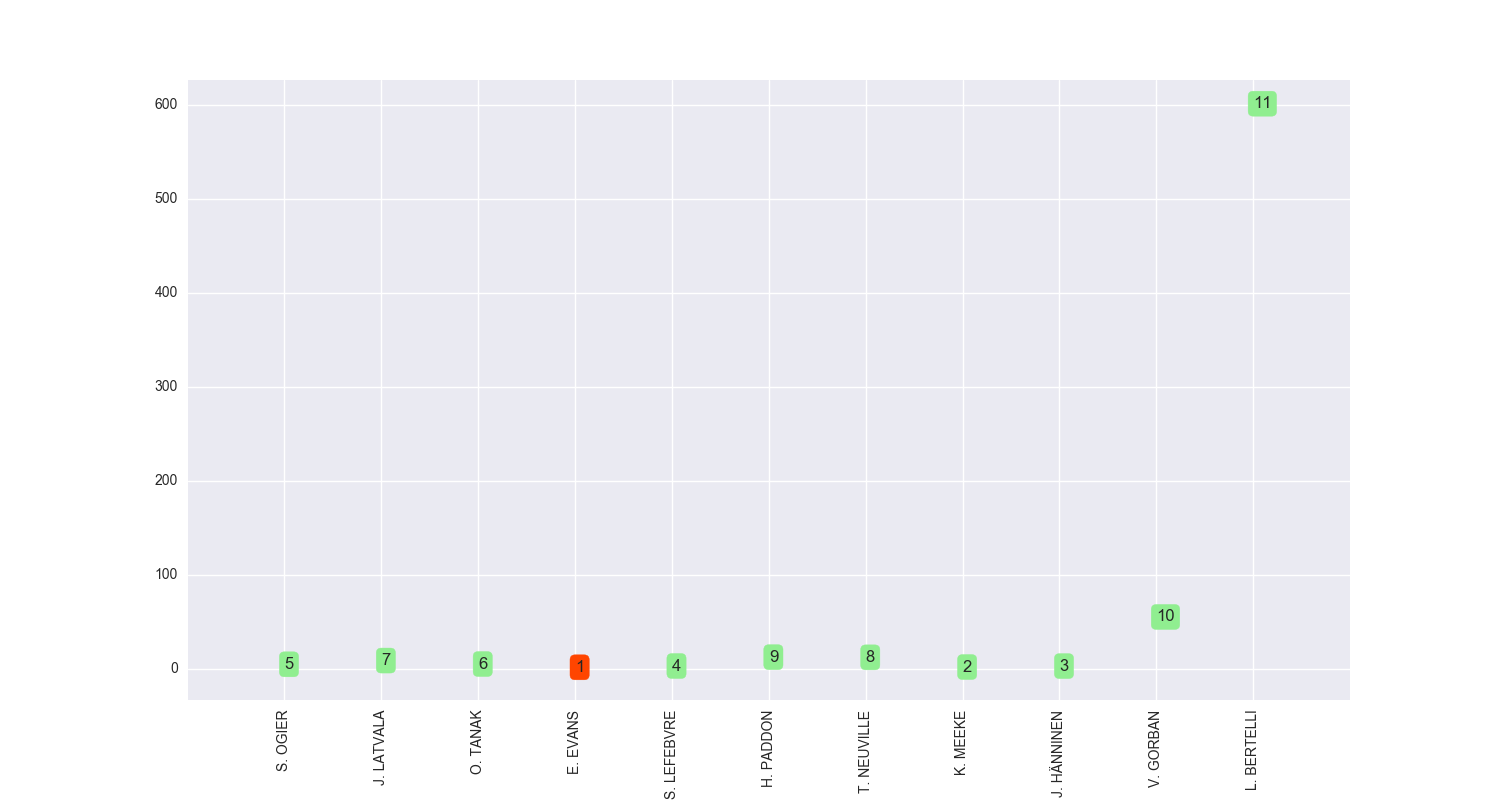 600
11
500
400
300
200
100
10
0
5
7
6
1
4
9
8
2
3
S. OGIER
J. LATVALA
O. TANAK
E. EVANS
S. LEFEBVRE
H. PADDON
T. NEUVILLE
K. MEEKE
J. HÄNNINEN
V. GORBAN
L. BERTELLI